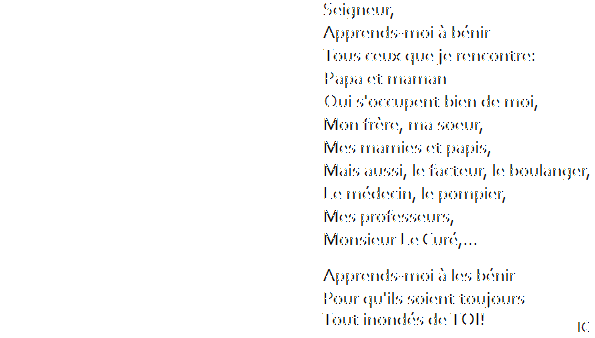 Seigneur,
Apprends-moi à bénir
Tous ceux que je rencontre:
Papa et maman
Qui s'occupent bien de moi,
Mon frère, ma soeur,
Mes mamies et papis,
Mais aussi, le facteur, le boulanger,
Le médecin, le pompier,
Mes professeurs,
Monsieur Le Curé,...
Apprends-moi à les bénir
Pour qu'ils soient toujours
Tout inondés de TOI!